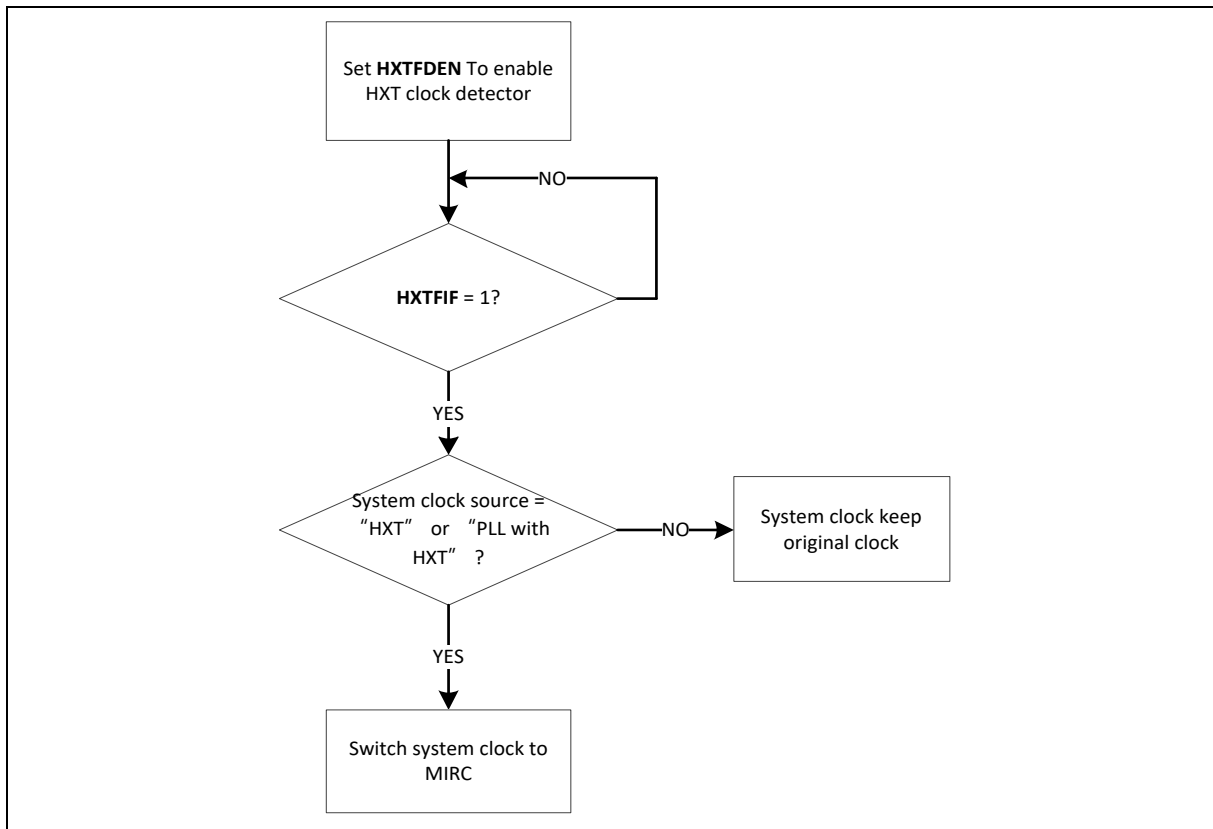 Set HXTFDEN To enable
HXT clock detector
NO
HXTFIF = 1?
YES
System clock source =
“HXT” or “PLL with
HXT” ?
NO
System clock keep
original clock
YES
Switch system clock to
MIRC